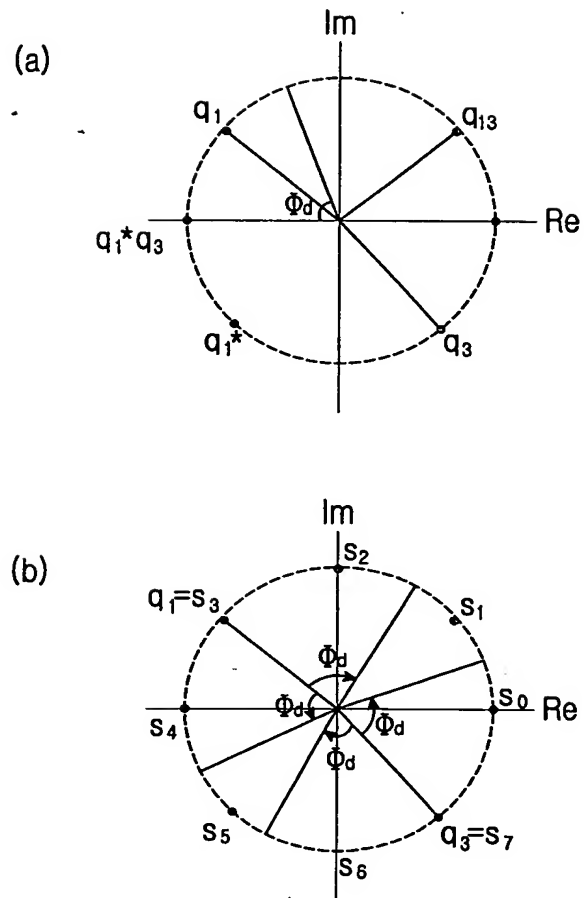 Im
(a)
q₁
q₁₃
Φd
Re
q₁*q₃
q₁*
q₃
Im
(b)
s₂
q₁=s₃
s₁
Φd
s₄
Φd
Φd
s₀
Re
Φd
s₅
q₃=s₇
s₆